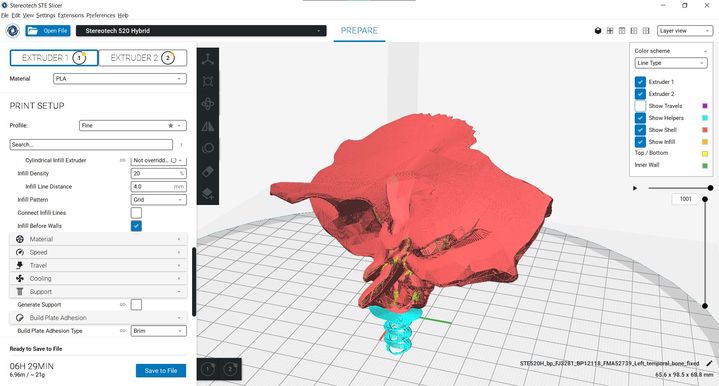 Stereotech STE Slicer
File Edit View Settings Extensions Preferences Help
Open File
Stereotech 520 Hybrid
PREPARE
Layer view
EXTRUDER 1
1
EXTRUDER 2
2
Material
PLA
PRINT SETUP
Profile:
Fine
Search...
Cylindrical Infill Extruder
Not overrid...
Infill Density
20
%
Infill Line Distance
4.0
mm
Infill Pattern
Grid
Connect Infill Lines
Infill Before Walls
Material
Speed
Travel
Cooling
Support
Generate Support
Build Plate Adhesion
Build Plate Adhesion Type
Brim
Ready to Save to File
06H 29MIN
6.96m / ~ 21g
Save to File
Color scheme
Line Type
Extruder 1
Extruder 2
Show Travels
Show Helpers
Show Shell
Show Infill
Top / Bottom
Inner Wall
1001
1
2
STE520H_bp_FJ3281_BP12118_FMA52739_Left_temporal_bone_fixed
65.6 x 98.5 x 68.8 mm